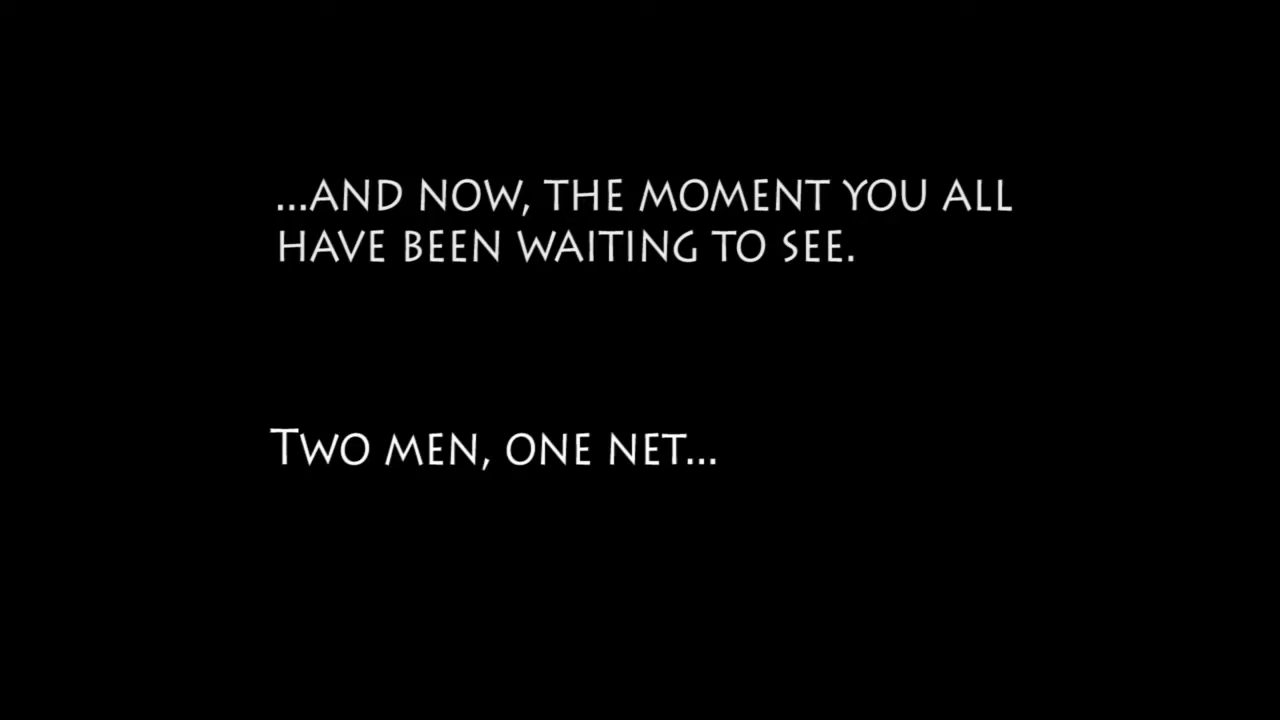 ...AND NOW, THE MOMENT YOU ALL
HAVE BEEN WAITING TO SEE.
TWO MEN, ONE NET...